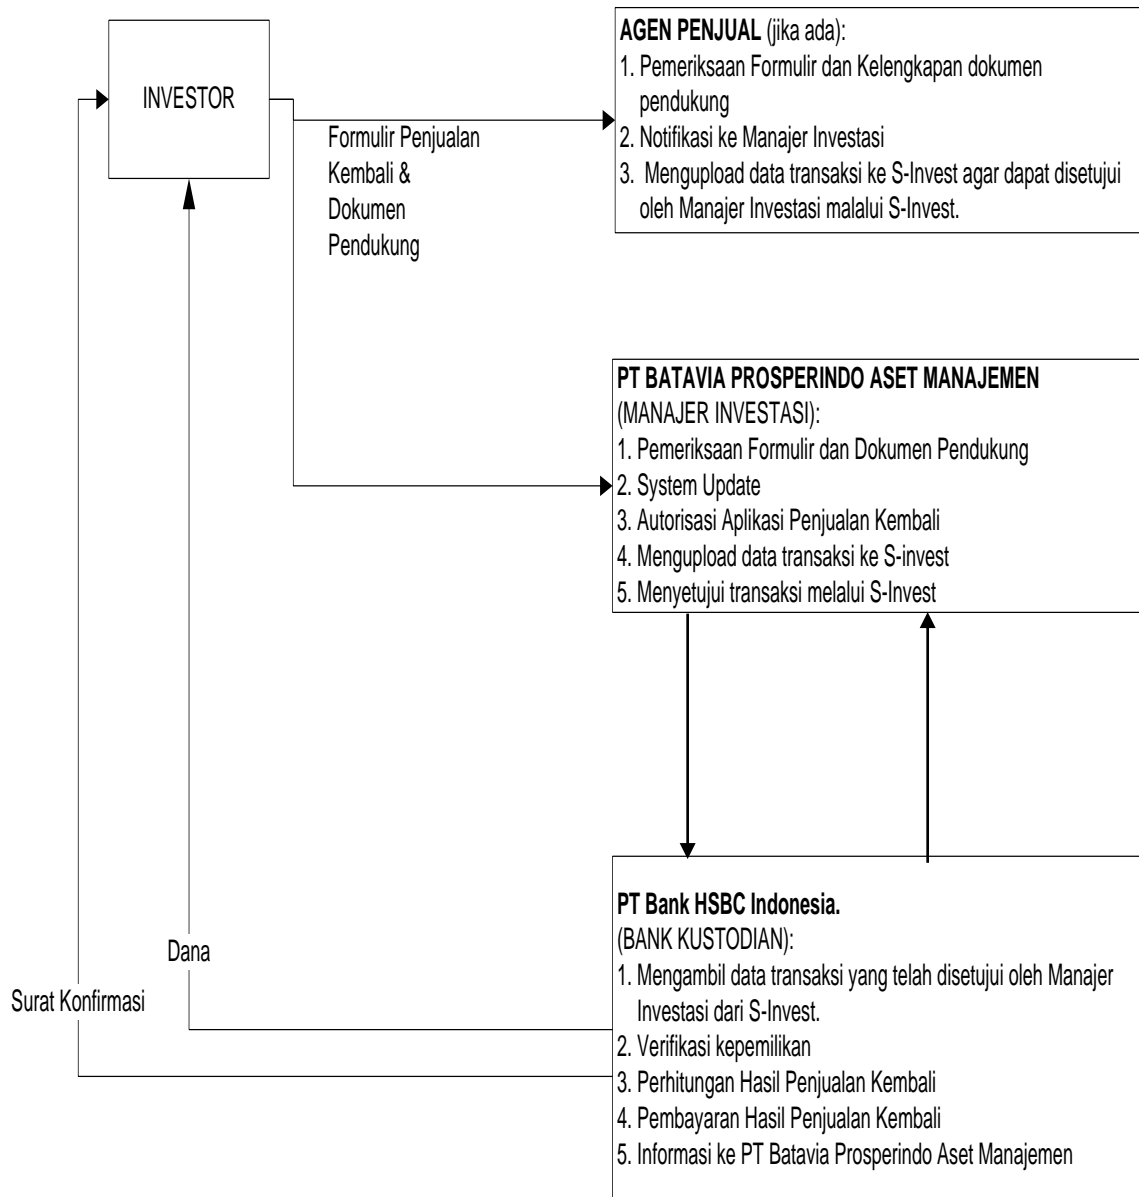 INVESTOR
Formulir Penjualan
Kembali &
Dokumen
Pendukung
AGEN PENJUAL (jika ada):
1. Pemeriksaan Formulir dan Kelengkapan dokumen
pendukung
2. Notifikasi ke Manajer Investasi
3. Mengupload data transaksi ke S-Invest agar dapat disetujui
oleh Manajer Investasi malalui S-Invest.
PT BATAVIA PROSPERINDO ASET MANAJEMEN
(MANAJER INVESTASI):
1. Pemeriksaan Formulir dan Dokumen Pendukung
2. System Update
3. Autorisasi Aplikasi Penjualan Kembali
4. Mengupload data transaksi ke S-invest
5. Menyetujui transaksi melalui S-Invest
PT Bank HSBC Indonesia.
(BANK KUSTODIAN):
1. Mengambil data transaksi yang telah disetujui oleh Manajer
Investasi dari S-Invest.
2. Verifikasi kepemilikan
3. Perhitungan Hasil Penjualan Kembali
4. Pembayaran Hasil Penjualan Kembali
5. Informasi ke PT Batavia Prosperindo Aset Manajemen
Dana
Surat Konfirmasi